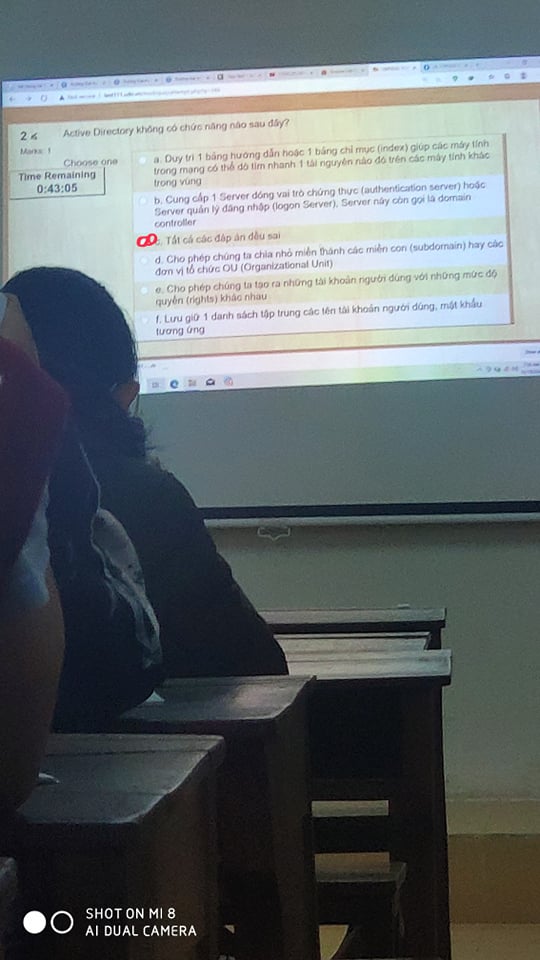 2
Active Directory không có chức năng nào sau đây?
Marks: 1
Choose one
Time Remaining
0:43:05
a. Duy trì 1 bảng hướng dẫn hoặc 1 bảng chỉ mục (index) giúp các máy tính
trong mạng có thể dò tìm nhanh 1 tài nguyên nào đó trên các máy tính khác
trong vùng
b. Cung cấp 1 Server đóng vai trò chứng thực (authentication server) hoặc
Server quản lý đăng nhập (logon Server), Server này còn gọi là domain
controller
c. Tất cả các đáp án đều sai
d. Cho phép chúng ta chia nhỏ miền thành các miền con (subdomain) hay các
đơn vị tổ chức OU (Organizational Unit)
e. Cho phép chúng ta tạo ra những tài khoản người dùng với những mức độ
quyền (rights) khác nhau
f. Lưu giữ 1 danh sách tập trung các tên tài khoản người dùng, mật khẩu
tương ứng
SHOT ON MI 8
AI DUAL CAMERA